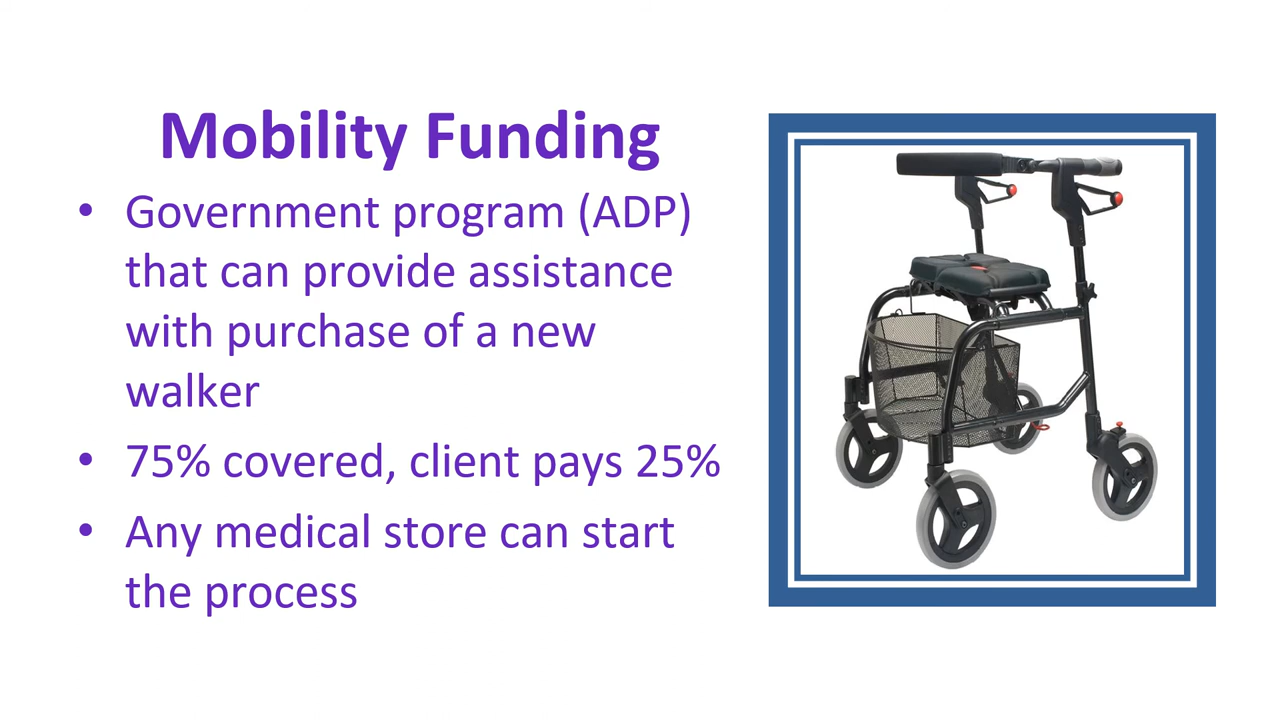 Mobility Funding
• Government program (ADP)
that can provide assistance
with purchase of a new
walker
• 75% covered, client pays 25%
• Any medical store can start
the process